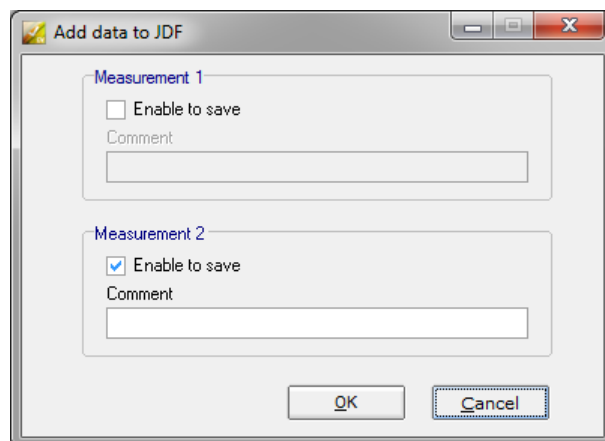 Add data to JDF
Measurement 1
Enable to save
Comment
Measurement 2
Enable to save
Comment
OK Cancel